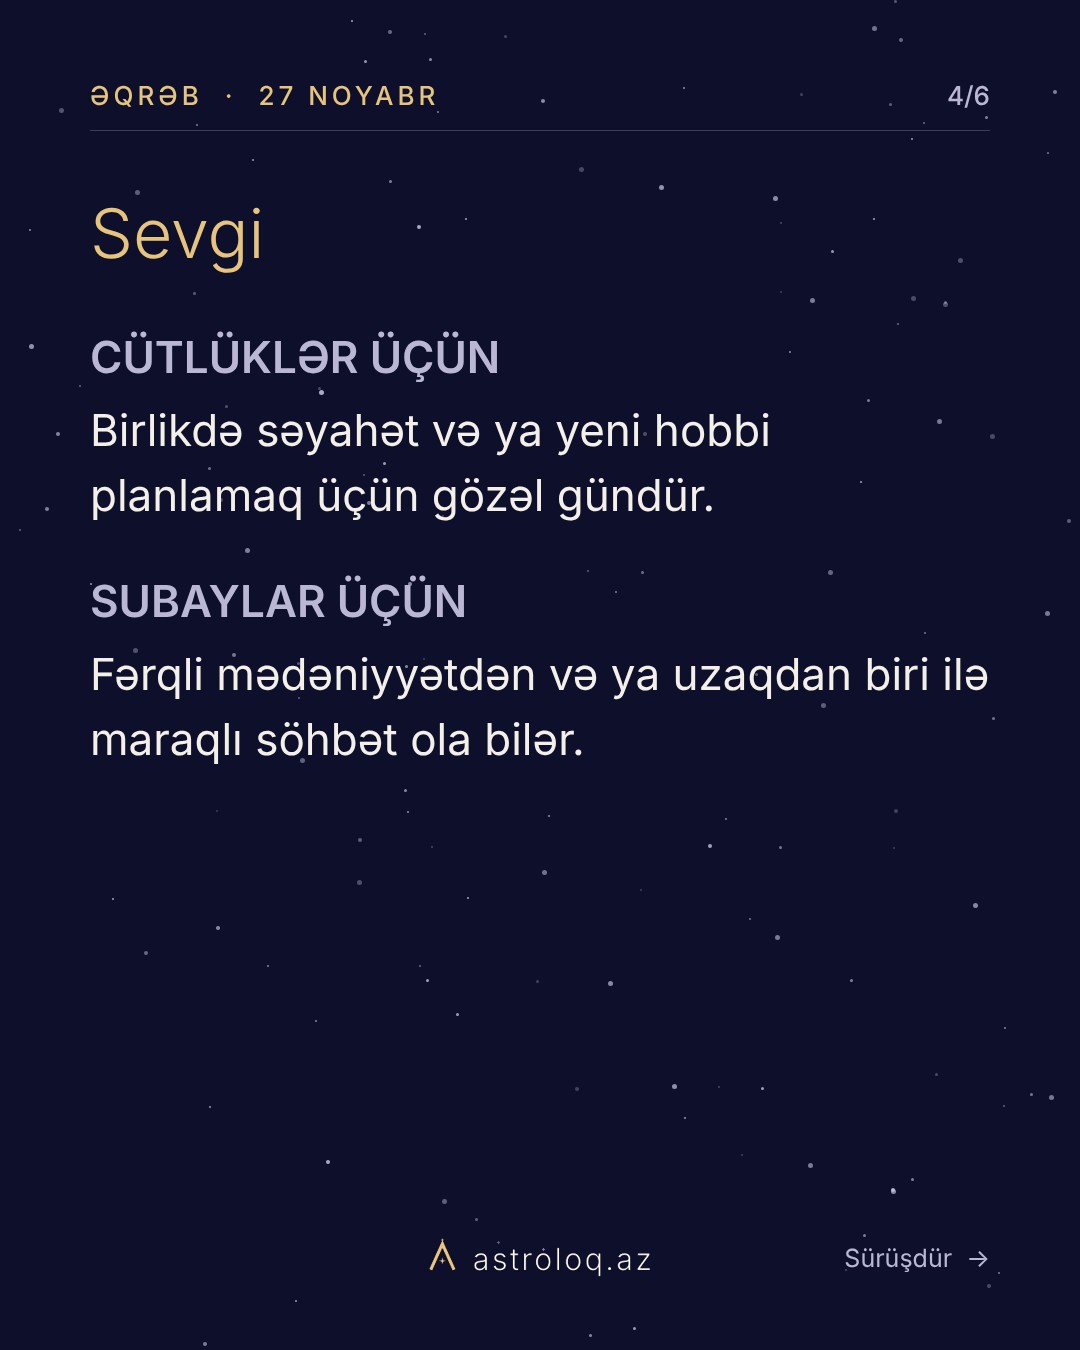 ƏQRƏB · 27 NOYABR
4/6
Sevgi
CÜTLÜKLƏR ÜÇÜN
Birlikdə səyahət və ya yeni hobbi
planlamaq üçün gözəl gündür.
SUBAYLAR ÜÇÜN
Fərqli mədəniyyətdən və ya uzaqdan biri ilə
maraqlı söhbət ola bilər.
astroloq.az
Sürüşdür →